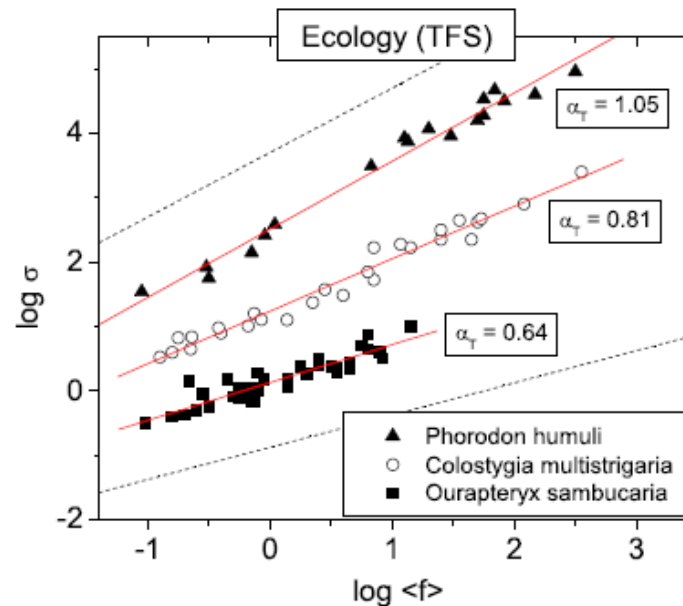 Ecology (TFS)
4
2
0
-2
log σ
α_T = 1.05
α_T = 0.81
α_T = 0.64
Phorodon humuli
Colostygia multistrigaria
Ourapteryx sambucaria
-1 0 1 2 3
log <f>